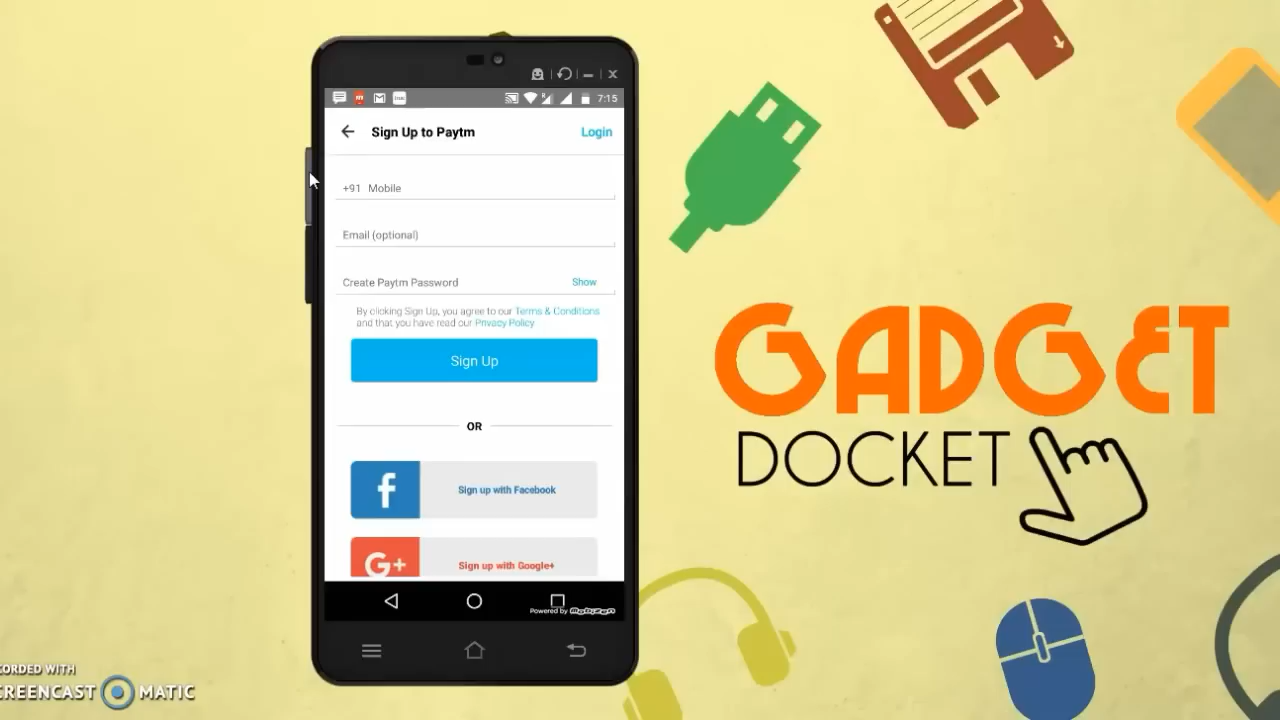 7:15
Sign Up to Paytm
Login
+91 Mobile
Email (optional)
Create Paytm Password
Show
By clicking Sign Up, you agree to our Terms & Conditions
and that you have read our Privacy Policy
Sign Up
OR
f
Sign up with Facebook
G+
Sign up with Google+
Powered by Mobizen
GADGET
DOCKET
CORDED WITH
CREENCAST MATIC